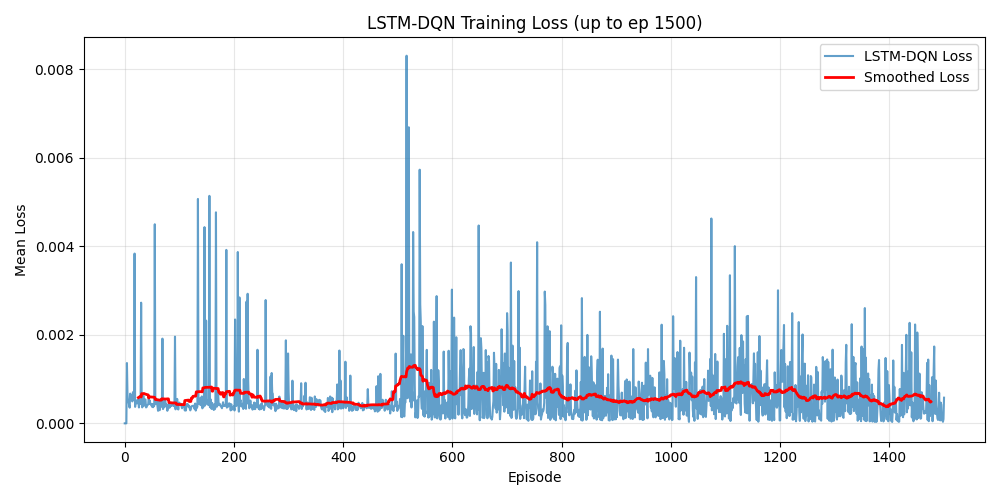 LSTM-DQN Training Loss (up to ep 1500)
LSTM-DQN Loss
Smoothed Loss
Mean Loss
0.008
0.006
0.004
0.002
0.000
0 200 400 600 800 1000 1200 1400
Episode